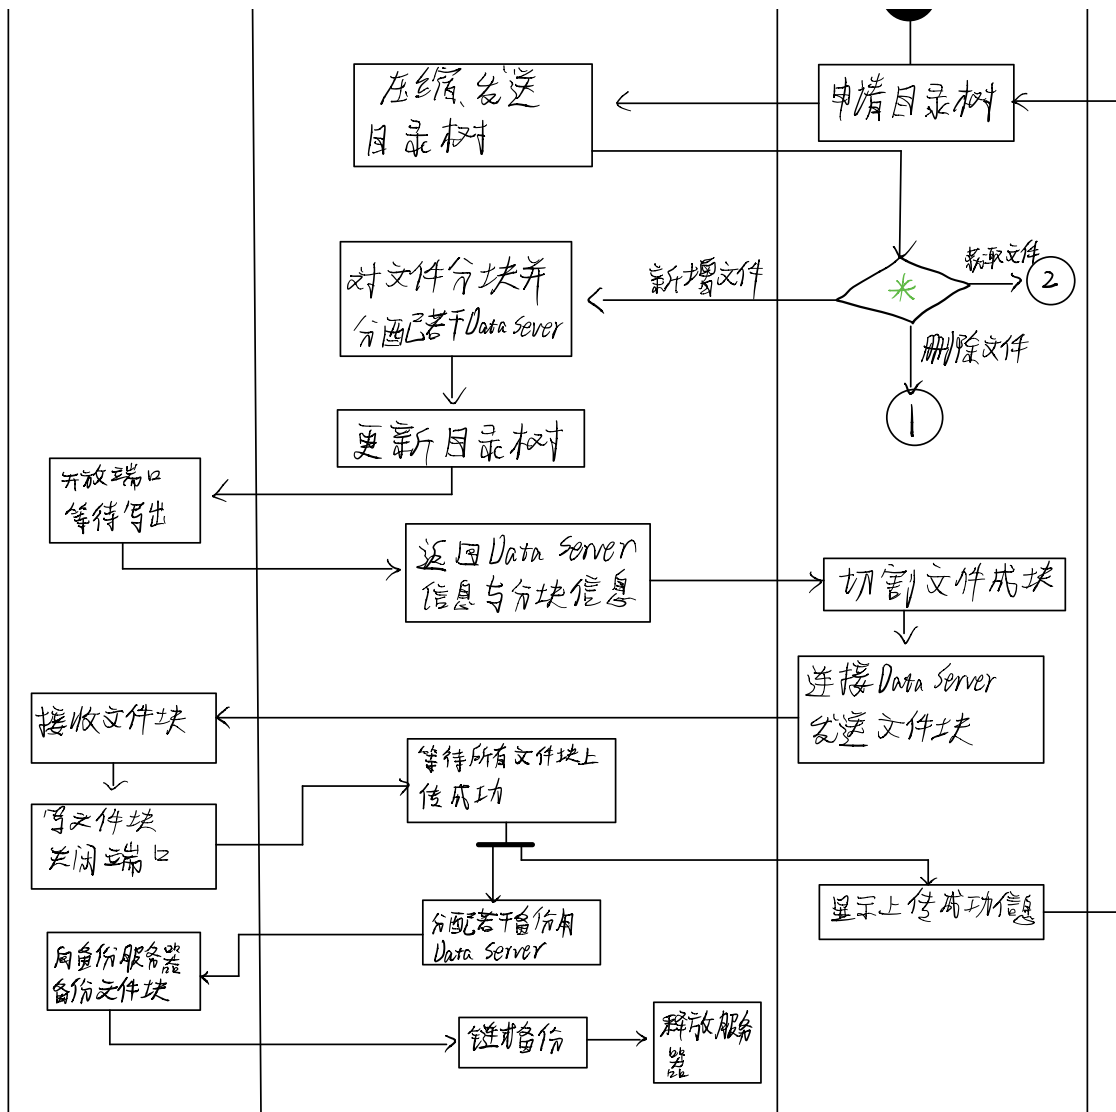 压缩、发送
目录树
申请目录树
获取文件
2
*
新增文件
对文件分块并
分配若干Data Sever
删除文件
1
更新目录树
开放端口
等待写出
返回Data Server
信息与分块信息
切割文件成块
连接Data Server
发送文件块
接收文件块
等待所有文件块上
传成功
写文件块
关闭端口
分配若干备份用
Data Server
显示上传成功信息
向备份服务器
备份文件块
链式备份
释放服务
器